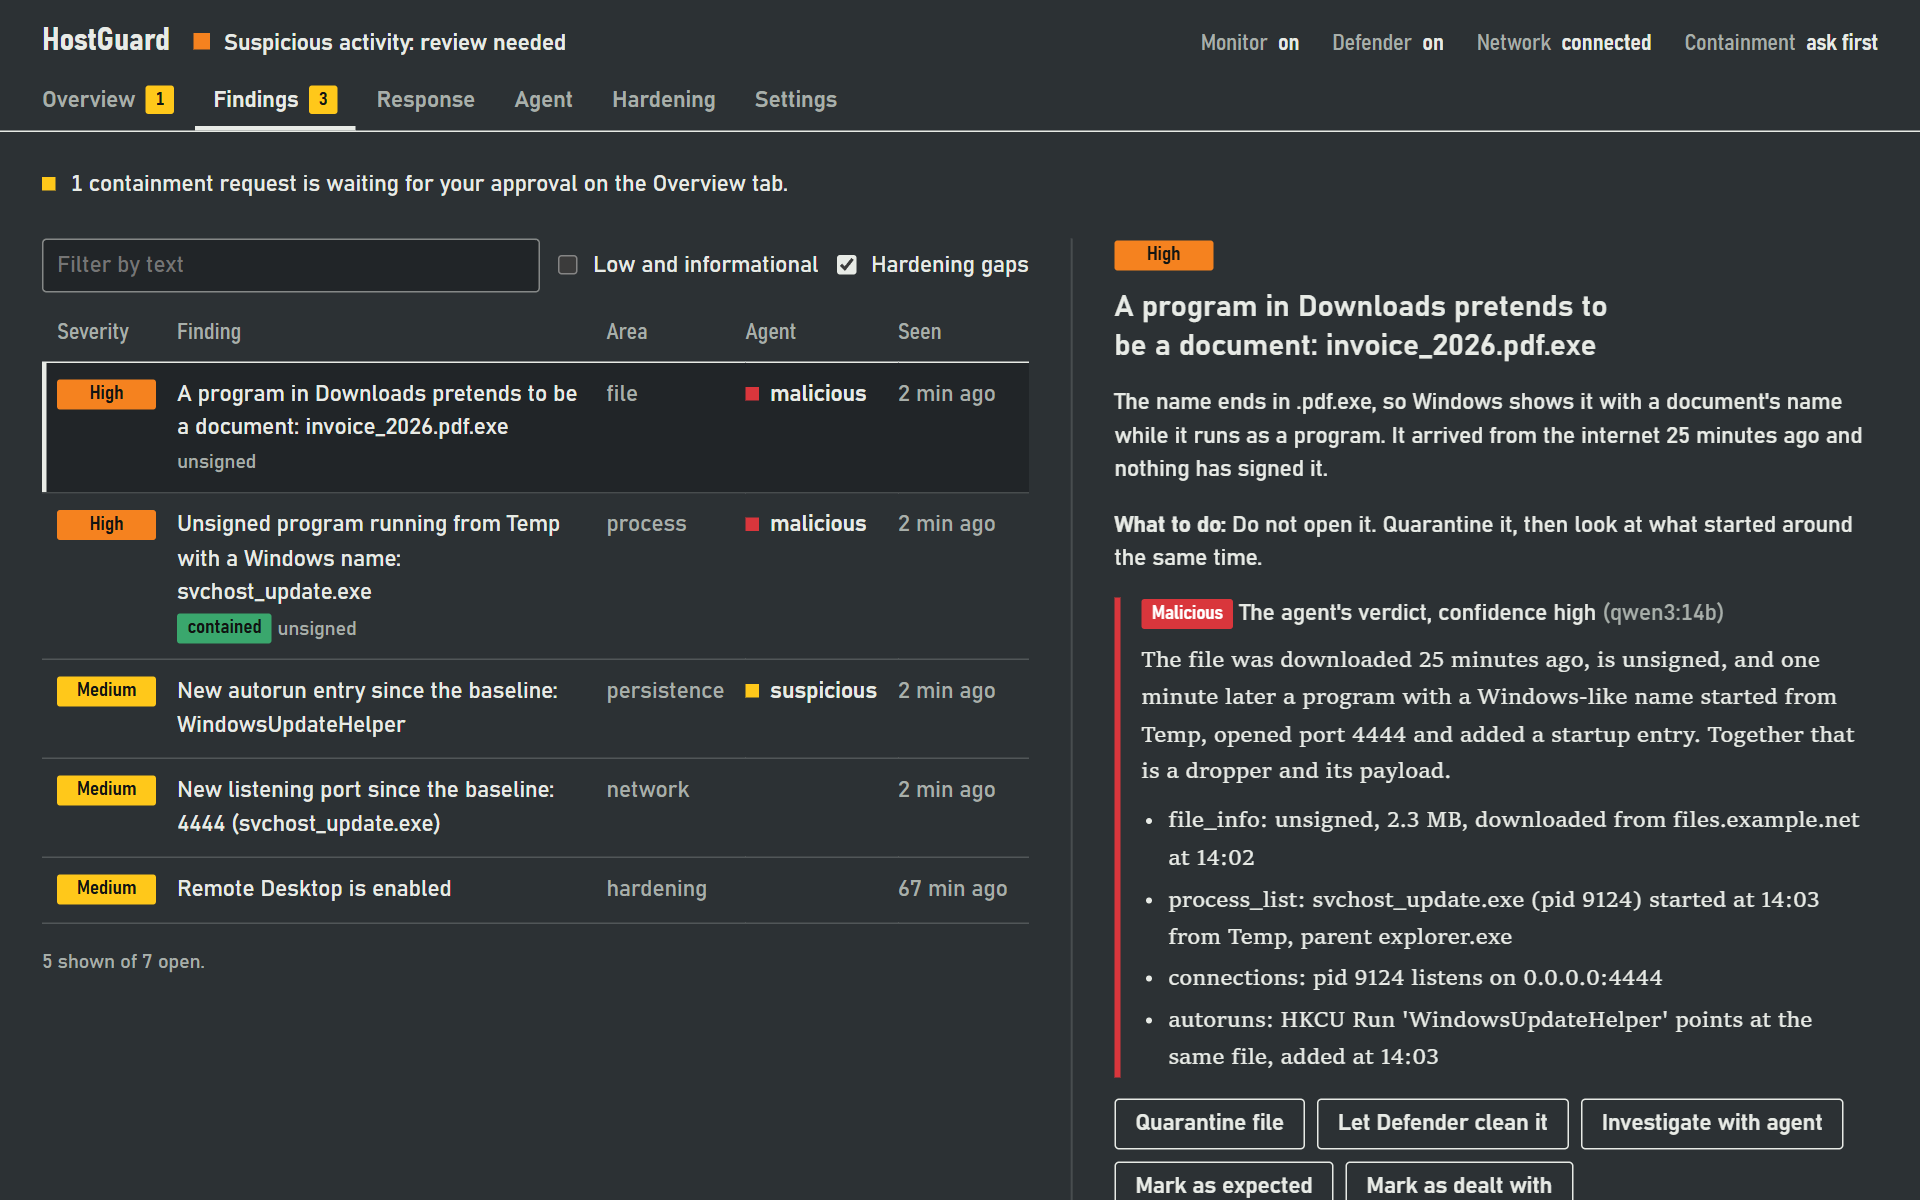 HostGuard Suspicious activity: review needed Monitor on Defender on Network connected Containment ask first
Overview 1 Findings 3 Response Agent Hardening Settings
1 containment request is waiting for your approval on the Overview tab.
Filter by text Low and informational Hardening gaps
Severity Finding Area Agent Seen
High A program in Downloads pretends to be file malicious 2 min ago
a document: invoice_2026.pdf.exe
unsigned
High Unsigned program running from Temp process malicious 2 min ago
with a Windows name:
svchost_update.exe
contained unsigned
Medium New autorun entry since the baseline: persistence suspicious 2 min ago
WindowsUpdateHelper
Medium New listening port since the baseline: network 2 min ago
4444 (svchost_update.exe)
Medium Remote Desktop is enabled hardening 67 min ago
5 shown of 7 open.
High
A program in Downloads pretends to
be a document: invoice_2026.pdf.exe
The name ends in .pdf.exe, so Windows shows it with a document's name
while it runs as a program. It arrived from the internet 25 minutes ago and
nothing has signed it.
What to do: Do not open it. Quarantine it, then look at what started around
the same time.
Malicious The agent's verdict, confidence high (qwen3:14b)
The file was downloaded 25 minutes ago, is unsigned, and one
minute later a program with a Windows-like name started from
Temp, opened port 4444 and added a startup entry. Together that
is a dropper and its payload.
• file_info: unsigned, 2.3 MB, downloaded from files.example.net
at 14:02
• process_list: svchost_update.exe (pid 9124) started at 14:03
from Temp, parent explorer.exe
• connections: pid 9124 listens on 0.0.0.0:4444
• autoruns: HKCU Run 'WindowsUpdateHelper' points at the
same file, added at 14:03
Quarantine file Let Defender clean it Investigate with agent
Mark as expected Mark as dealt with